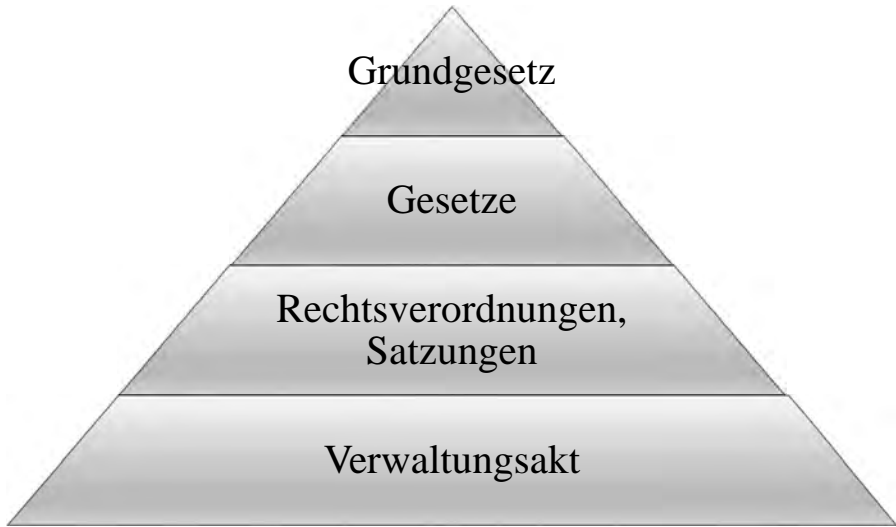 Grundgesetz
Gesetze
Rechtsverordnungen,
Satzungen
Verwaltungsakt